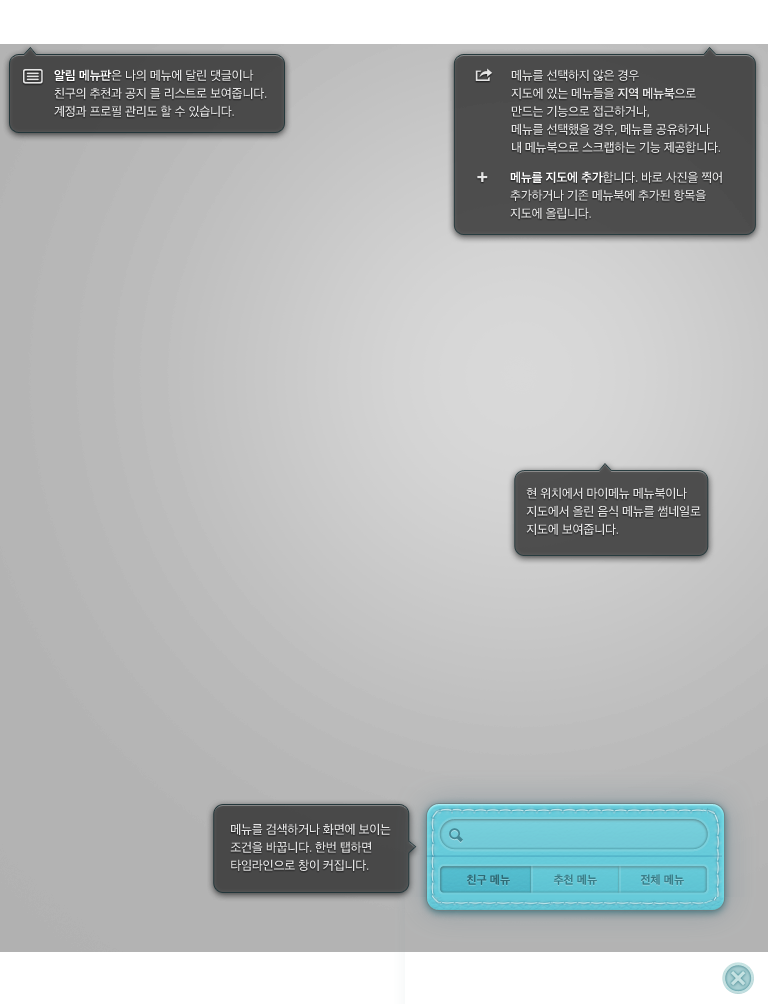 알림 메뉴판은 나의 메뉴에 달린 댓글이나
친구의 추천과 공지 를 리스트로 보여줍니다.
계정과 프로필 관리도 할 수 있습니다.
메뉴를 선택하지 않은 경우
지도에 있는 메뉴들을 지역 메뉴북으로
만드는 기능으로 접근하거나,
메뉴를 선택했을 경우, 메뉴를 공유하거나
내 메뉴북으로 스크랩하는 기능 제공합니다.
메뉴를 지도에 추가합니다. 바로 사진을 찍어
추가하거나 기존 메뉴북에 추가된 항목을
지도에 올립니다.
현 위치에서 마이메뉴 메뉴북이나
지도에서 올린 음식 메뉴를 썸네일로
지도에 보여줍니다.
메뉴를 검색하거나 화면에 보이는
조건을 바꿉니다. 한번 탭하면
타임라인으로 창이 커집니다.
친구 메뉴
추천 메뉴
전체 메뉴